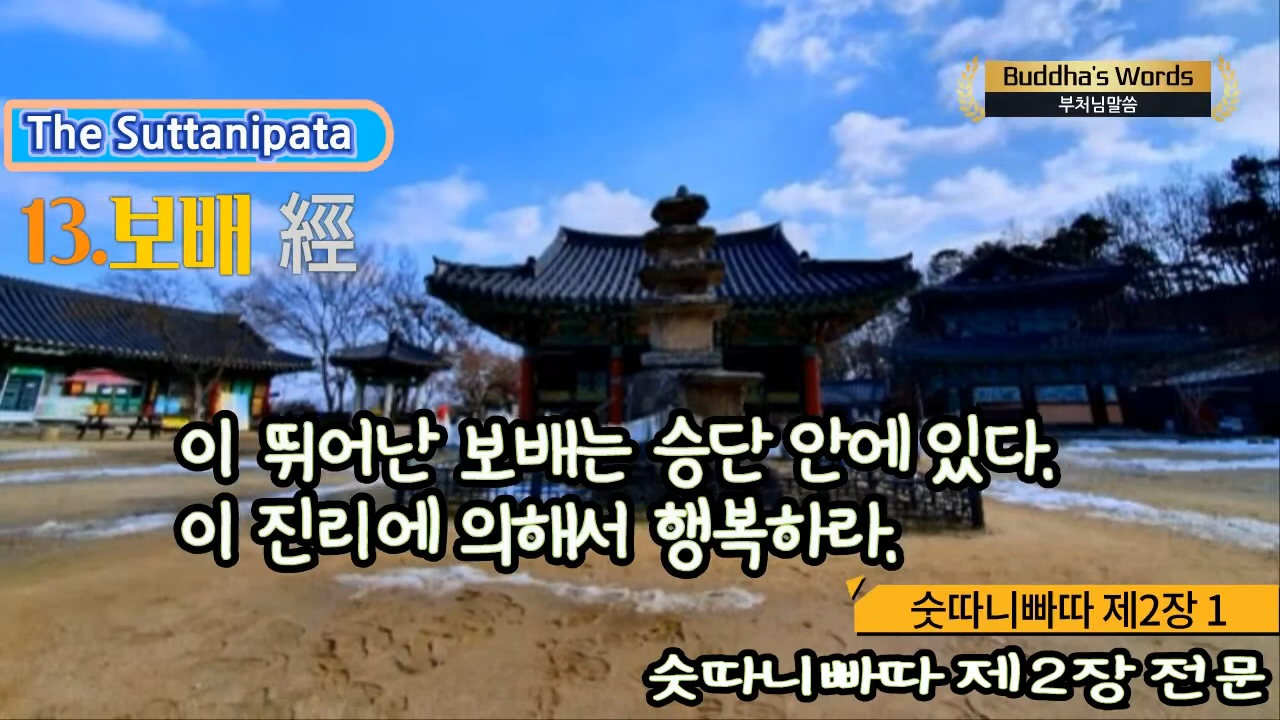 Buddha's Words
부처님말씀
The Suttanipata
13.보배 經
이 뛰어난 보배는 승단 안에 있다.
이 진리에 의해서 행복하라.
숫따니빠따 제2장 1
숫따니빠따 제2장 전문